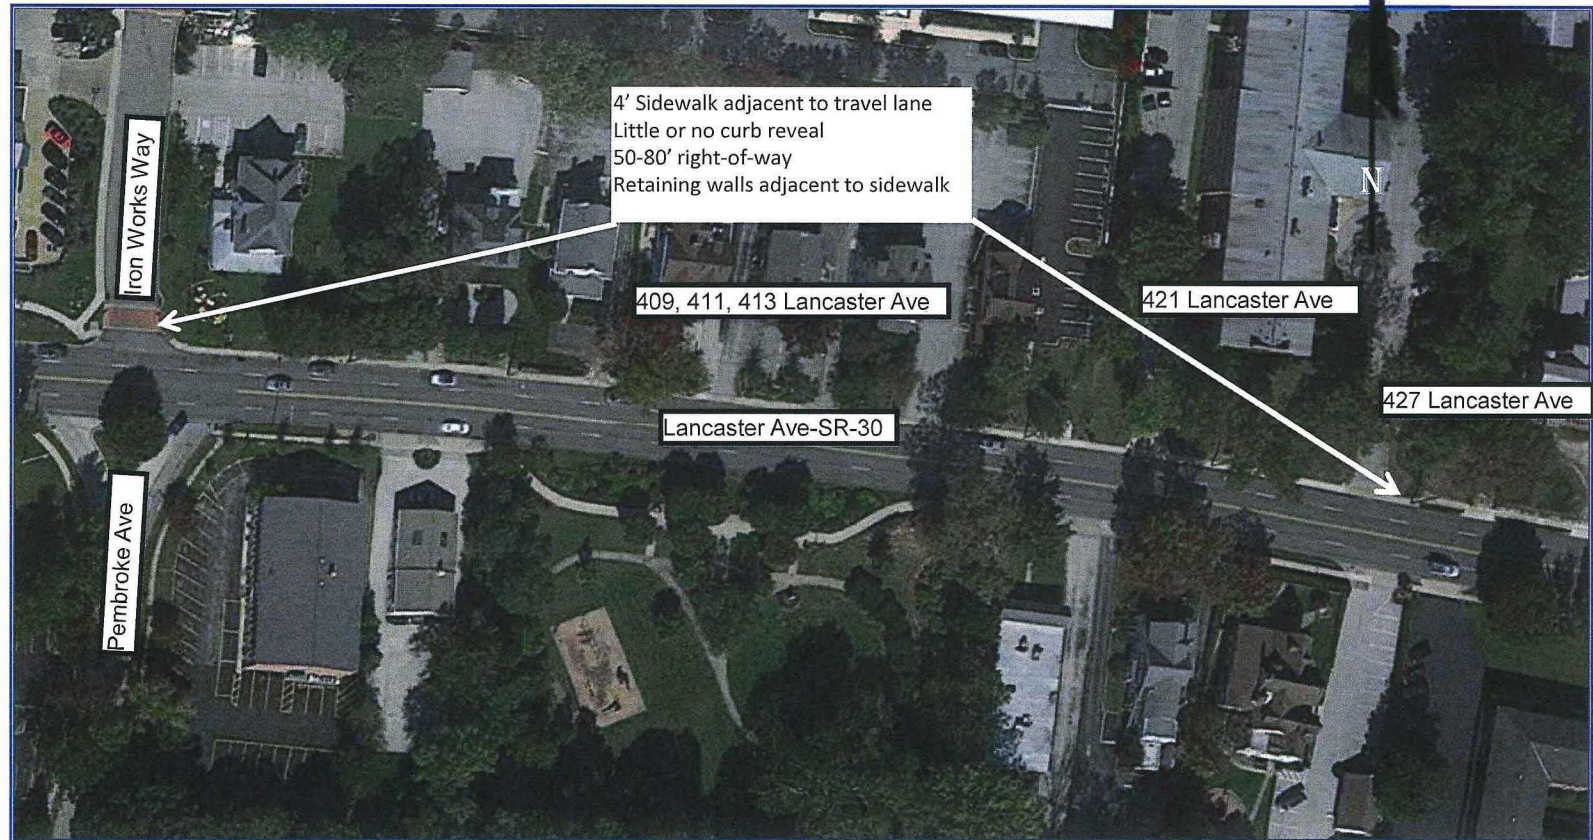 4' Sidewalk adjacent to travel lane
Little or no curb reveal
50-80' right-of-way
Retaining walls adjacent to sidewalk
N
Iron Works Way
409, 411, 413 Lancaster Ave
421 Lancaster Ave
427 Lancaster Ave
Lancaster Ave-SR-30
Pembroke Ave